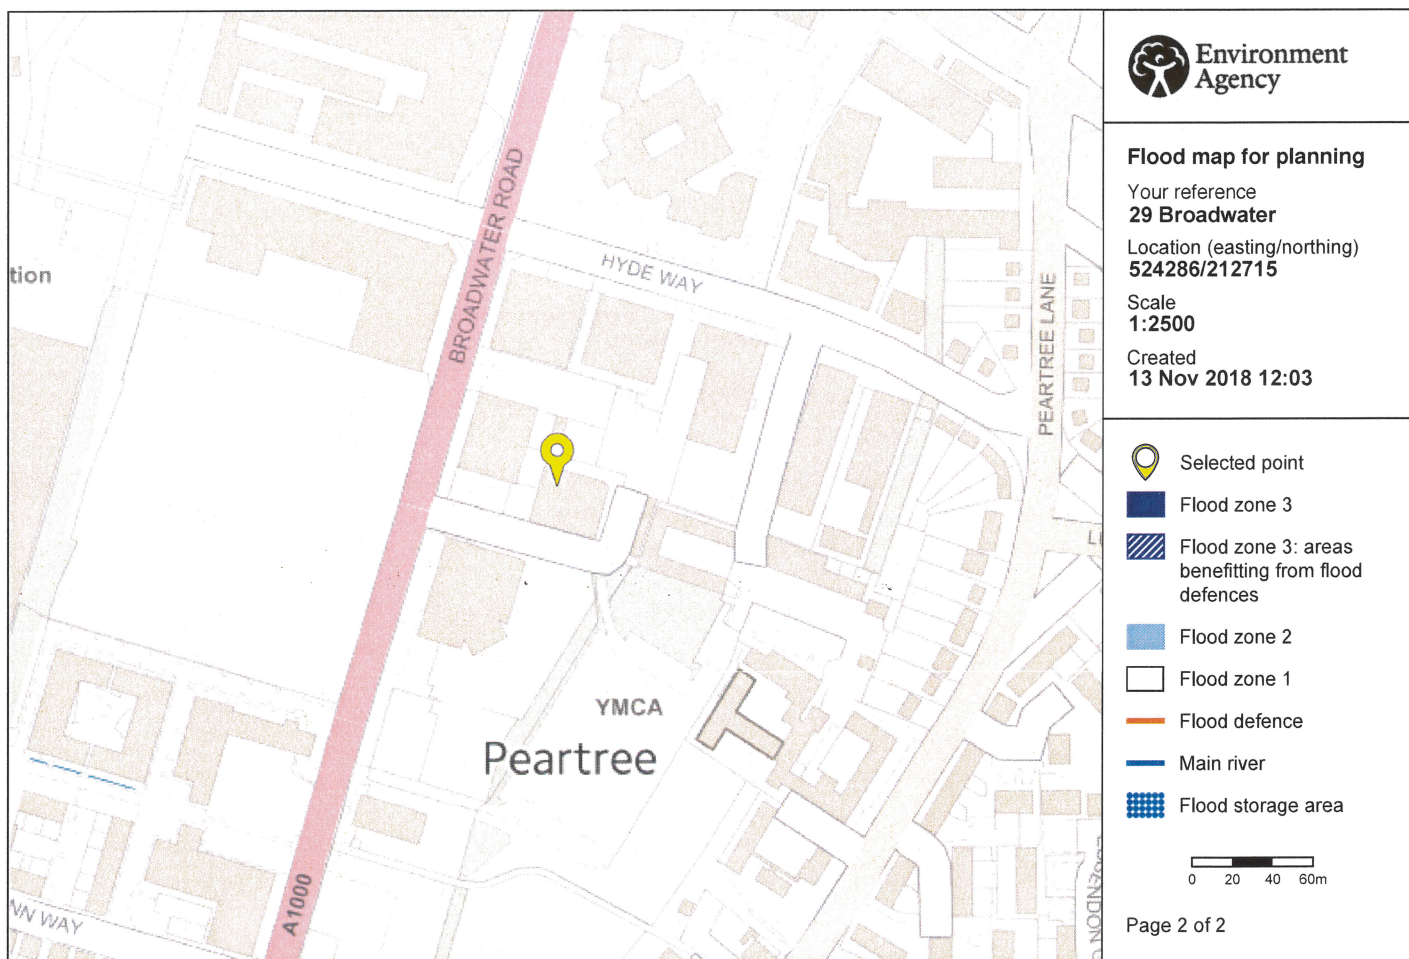 tion
BROADWATER ROAD
HYDE WAY
PEARTREE LANE
YMCA
Peartree
A1000
NN WAY
Environment
Agency
Flood map for planning
Your reference
29 Broadwater
Location (easting/northing)
524286/212715
Scale
1:2500
Created
13 Nov 2018 12:03
Selected point
Flood zone 3
Flood zone 3: areas
benefitting from flood
defences
Flood zone 2
Flood zone 1
Flood defence
Main river
Flood storage area
0 20 40 60m
Page 2 of 2